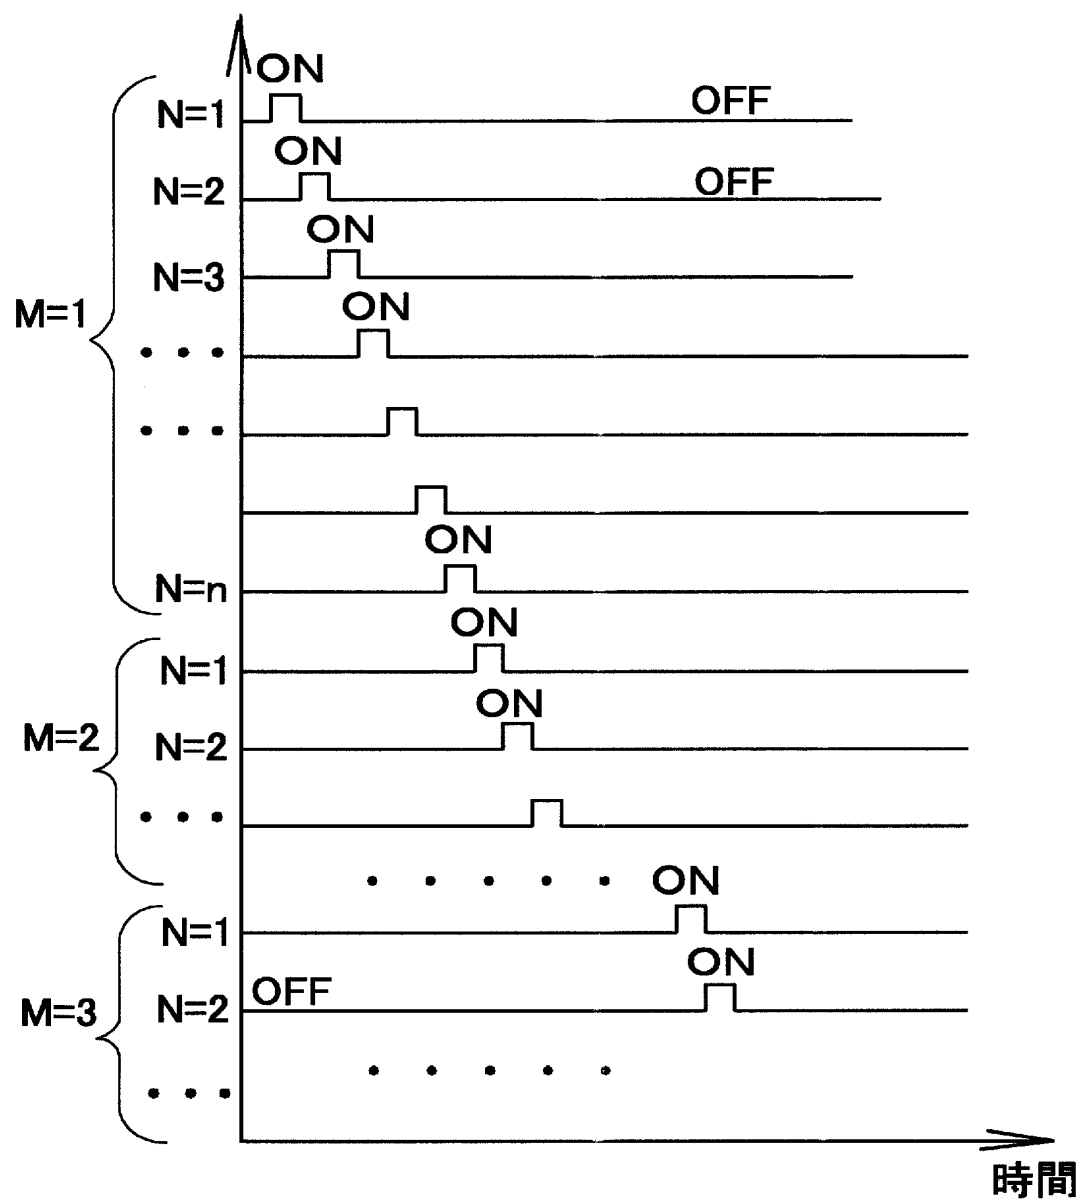 ON
N=1 OFF
ON
N=2 OFF
ON
N=3
M=1
ON
• • •
• • •
ON
N=n
ON
N=1
ON
M=2
N=2
• • •
• • • • • ON
N=1
ON
OFF
M=3 N=2
• • • • •
• • •
時間